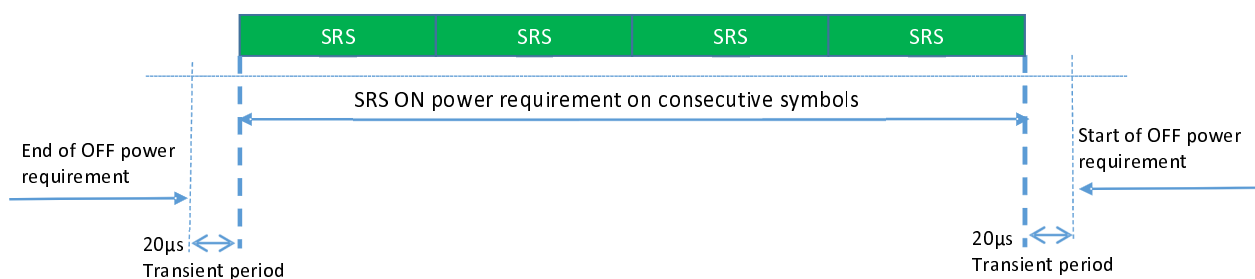 SRS SRS SRS SRS
SRS ON power requirement on consecutive symbols
End of OFF power
requirement
Start of OFF power
requirement
20µs
Transient period
20µs
Transient period